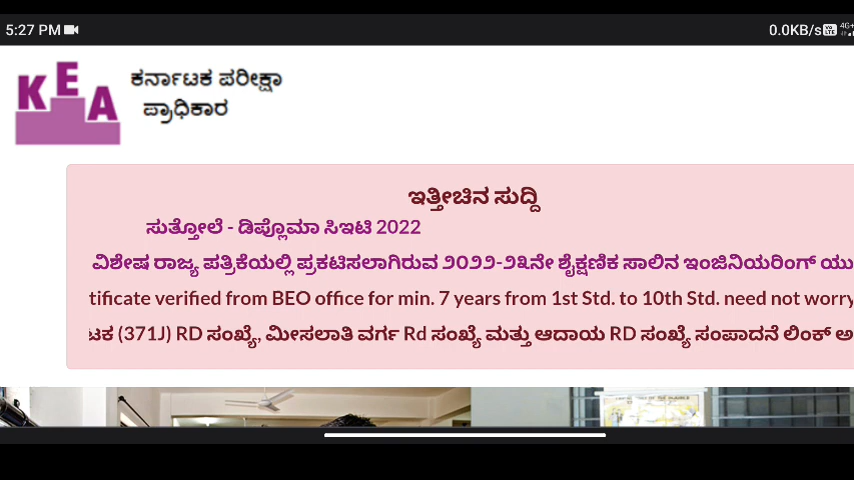 5:27 PM
0.0KB/s
4G+
KEA
ಕರ್ನಾಟಕ ಪರೀಕ್ಷಾ
ಪ್ರಾಧಿಕಾರ
ಇತ್ತೀಚಿನ ಸುದ್ದಿ
ಸುತ್ತೋಲೆ - ಡಿಪ್ಲೊಮಾ ಸಿಇಟಿ 2022
ವಿಶೇಷ ರಾಜ್ಯ ಪತ್ರಿಕೆಯಲ್ಲಿ ಪ್ರಕಟಿಸಲಾಗಿರುವ ೨೦೨೨-೨೩ನೇ ಶೈಕ್ಷಣಿಕ ಸಾಲಿನ ಇಂಜಿನಿಯರಿಂಗ್ ಯು
tificate verified from BEO office for min. 7 years from 1st Std. to 10th Std. need not worry
ಟಕ (371J) RD ಸಂಖ್ಯೆ, ಮೀಸಲಾತಿ ವರ್ಗ Rd ಸಂಖ್ಯೆ ಮತ್ತು ಆದಾಯ RD ಸಂಖ್ಯೆ ಸಂಪಾದನೆ ಲಿಂಕ್ ಅ